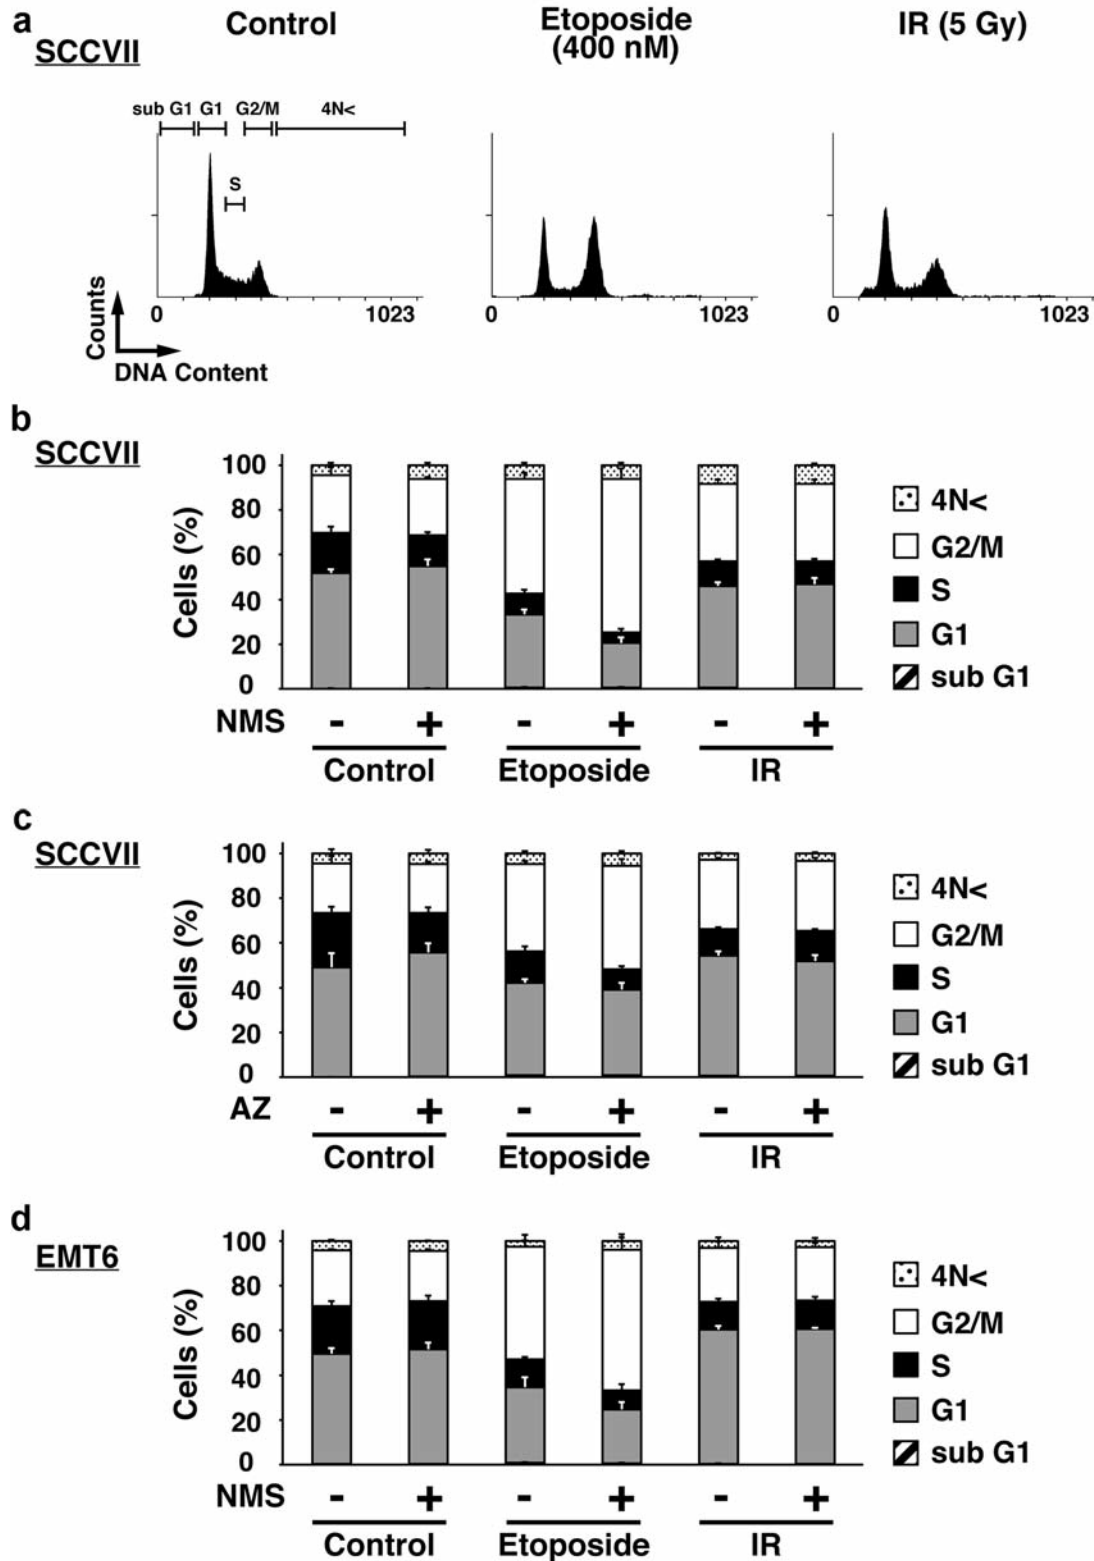 a
Control
Etoposide
(400 nM)
IR (5 Gy)
SCCVII
sub G1 G1 G2/M 4N<
S
Counts
0 1023
0 1023
0 1023
DNA Content
b
SCCVII
Cells (%)
100
80
60
40
20
0
4N<
G2/M
S
G1
sub G1
NMS - + - + - +
Control Etoposide IR
c
SCCVII
Cells (%)
100
80
60
40
20
0
4N<
G2/M
S
G1
sub G1
AZ - + - + - +
Control Etoposide IR
d
EMT6
Cells (%)
100
80
60
40
20
0
4N<
G2/M
S
G1
sub G1
NMS - + - + - +
Control Etoposide IR